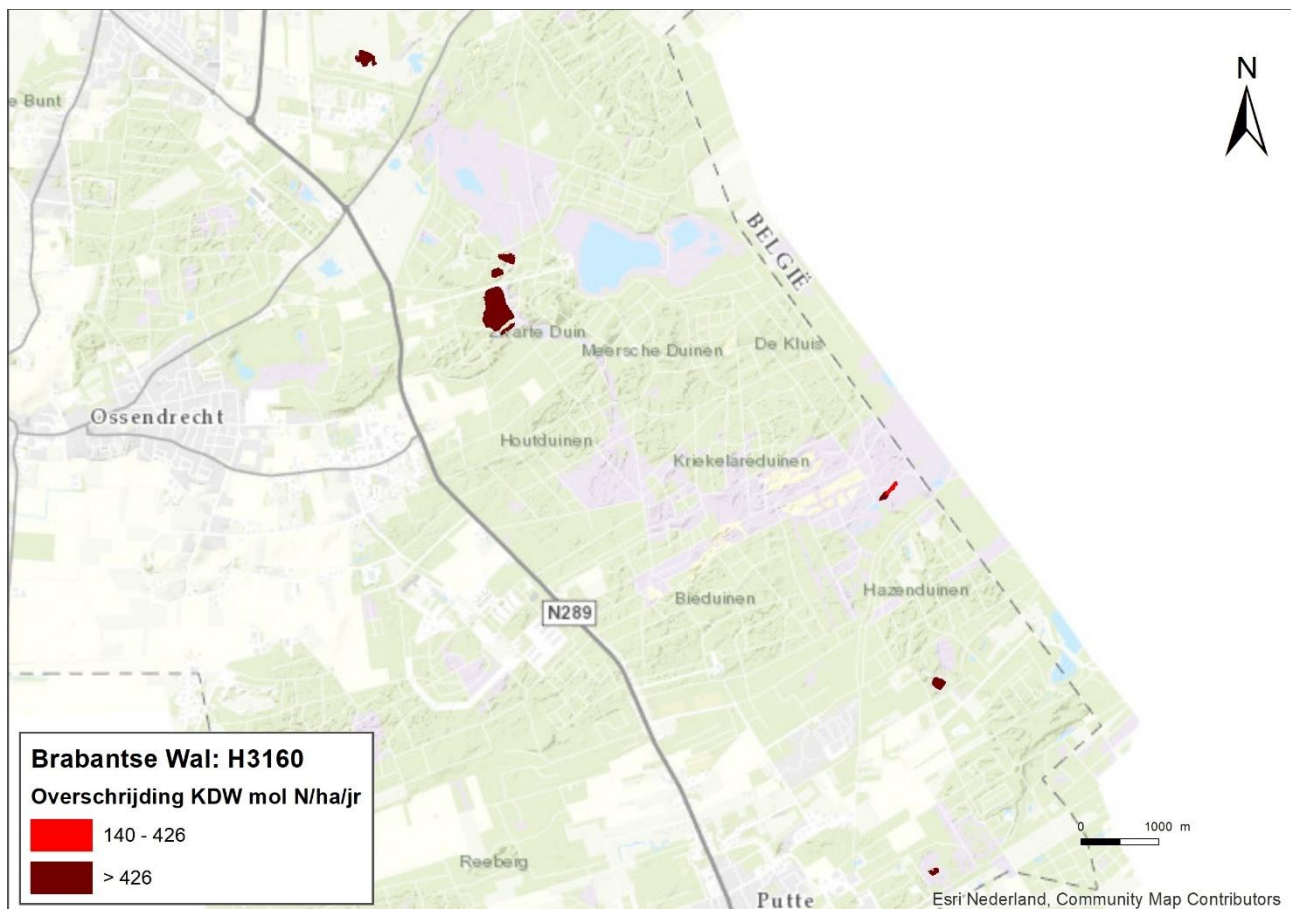 N
e Bunt
BELGIË
Zwarte Duin
Meersche Duinen
De Kluis
Ossendrecht
Houtduinen
Kriekelareduinen
Hazenduinen
Bieduinen
N289
Brabantse Wal: H3160
Overschrijding KDW mol N/ha/jr
140 - 426
> 426
0 1000 m
Reeberg
Putte
Esri Nederland, Community Map Contributors